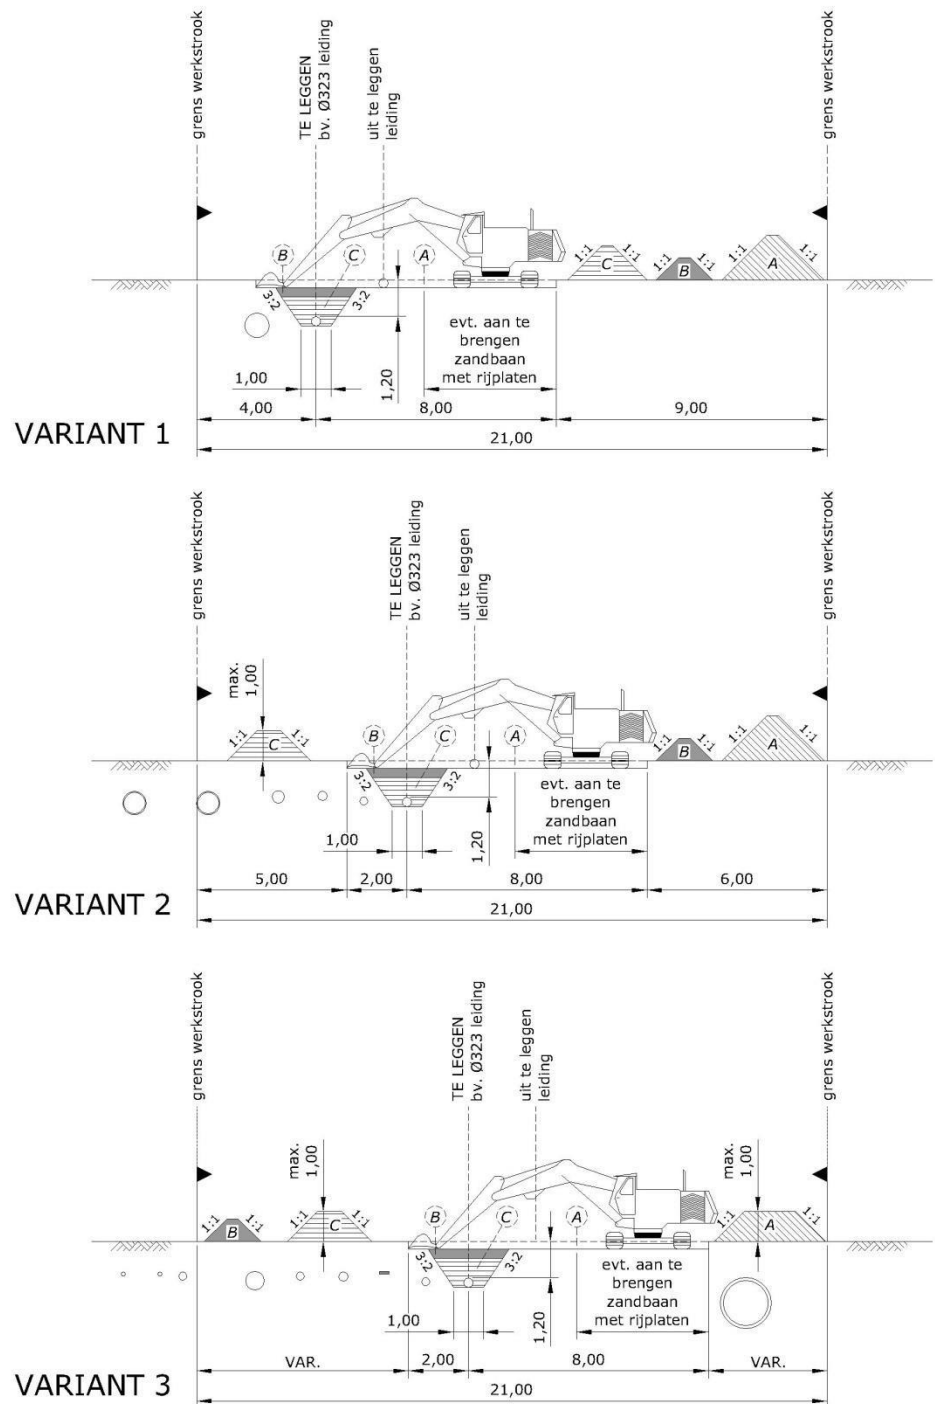 grens werkstrook
TE LEGGEN
bv. Ø323 leiding
uit te leggen
leiding
grens werkstrook
B
C
A
1:1
C
1:1
1:1
B
1:1
1:1
A
1:1
3:2
3:2
evt. aan te
brengen
zandbaan
met rijplaten
1,00
1,20
4,00
8,00
9,00
VARIANT 1
21,00
grens werkstrook
TE LEGGEN
bv. Ø323 leiding
uit te leggen
leiding
grens werkstrook
max.
1,00
1:1
C
1:1
B
C
A
1:1
B
1:1
1:1
A
1:1
3:2
3:2
evt. aan te
brengen
zandbaan
met rijplaten
1,00
1,20
5,00
2,00
8,00
6,00
VARIANT 2
21,00
grens werkstrook
TE LEGGEN
bv. Ø323 leiding
uit te leggen
leiding
grens werkstrook
max.
1,00
max.
1,00
1:1
B
1:1
1:1
C
1:1
B
C
A
1:1
A
1:1
3:2
3:2
evt. aan te
brengen
zandbaan
met rijplaten
1,00
1,20
VAR.
2,00
8,00
VAR.
VARIANT 3
21,00